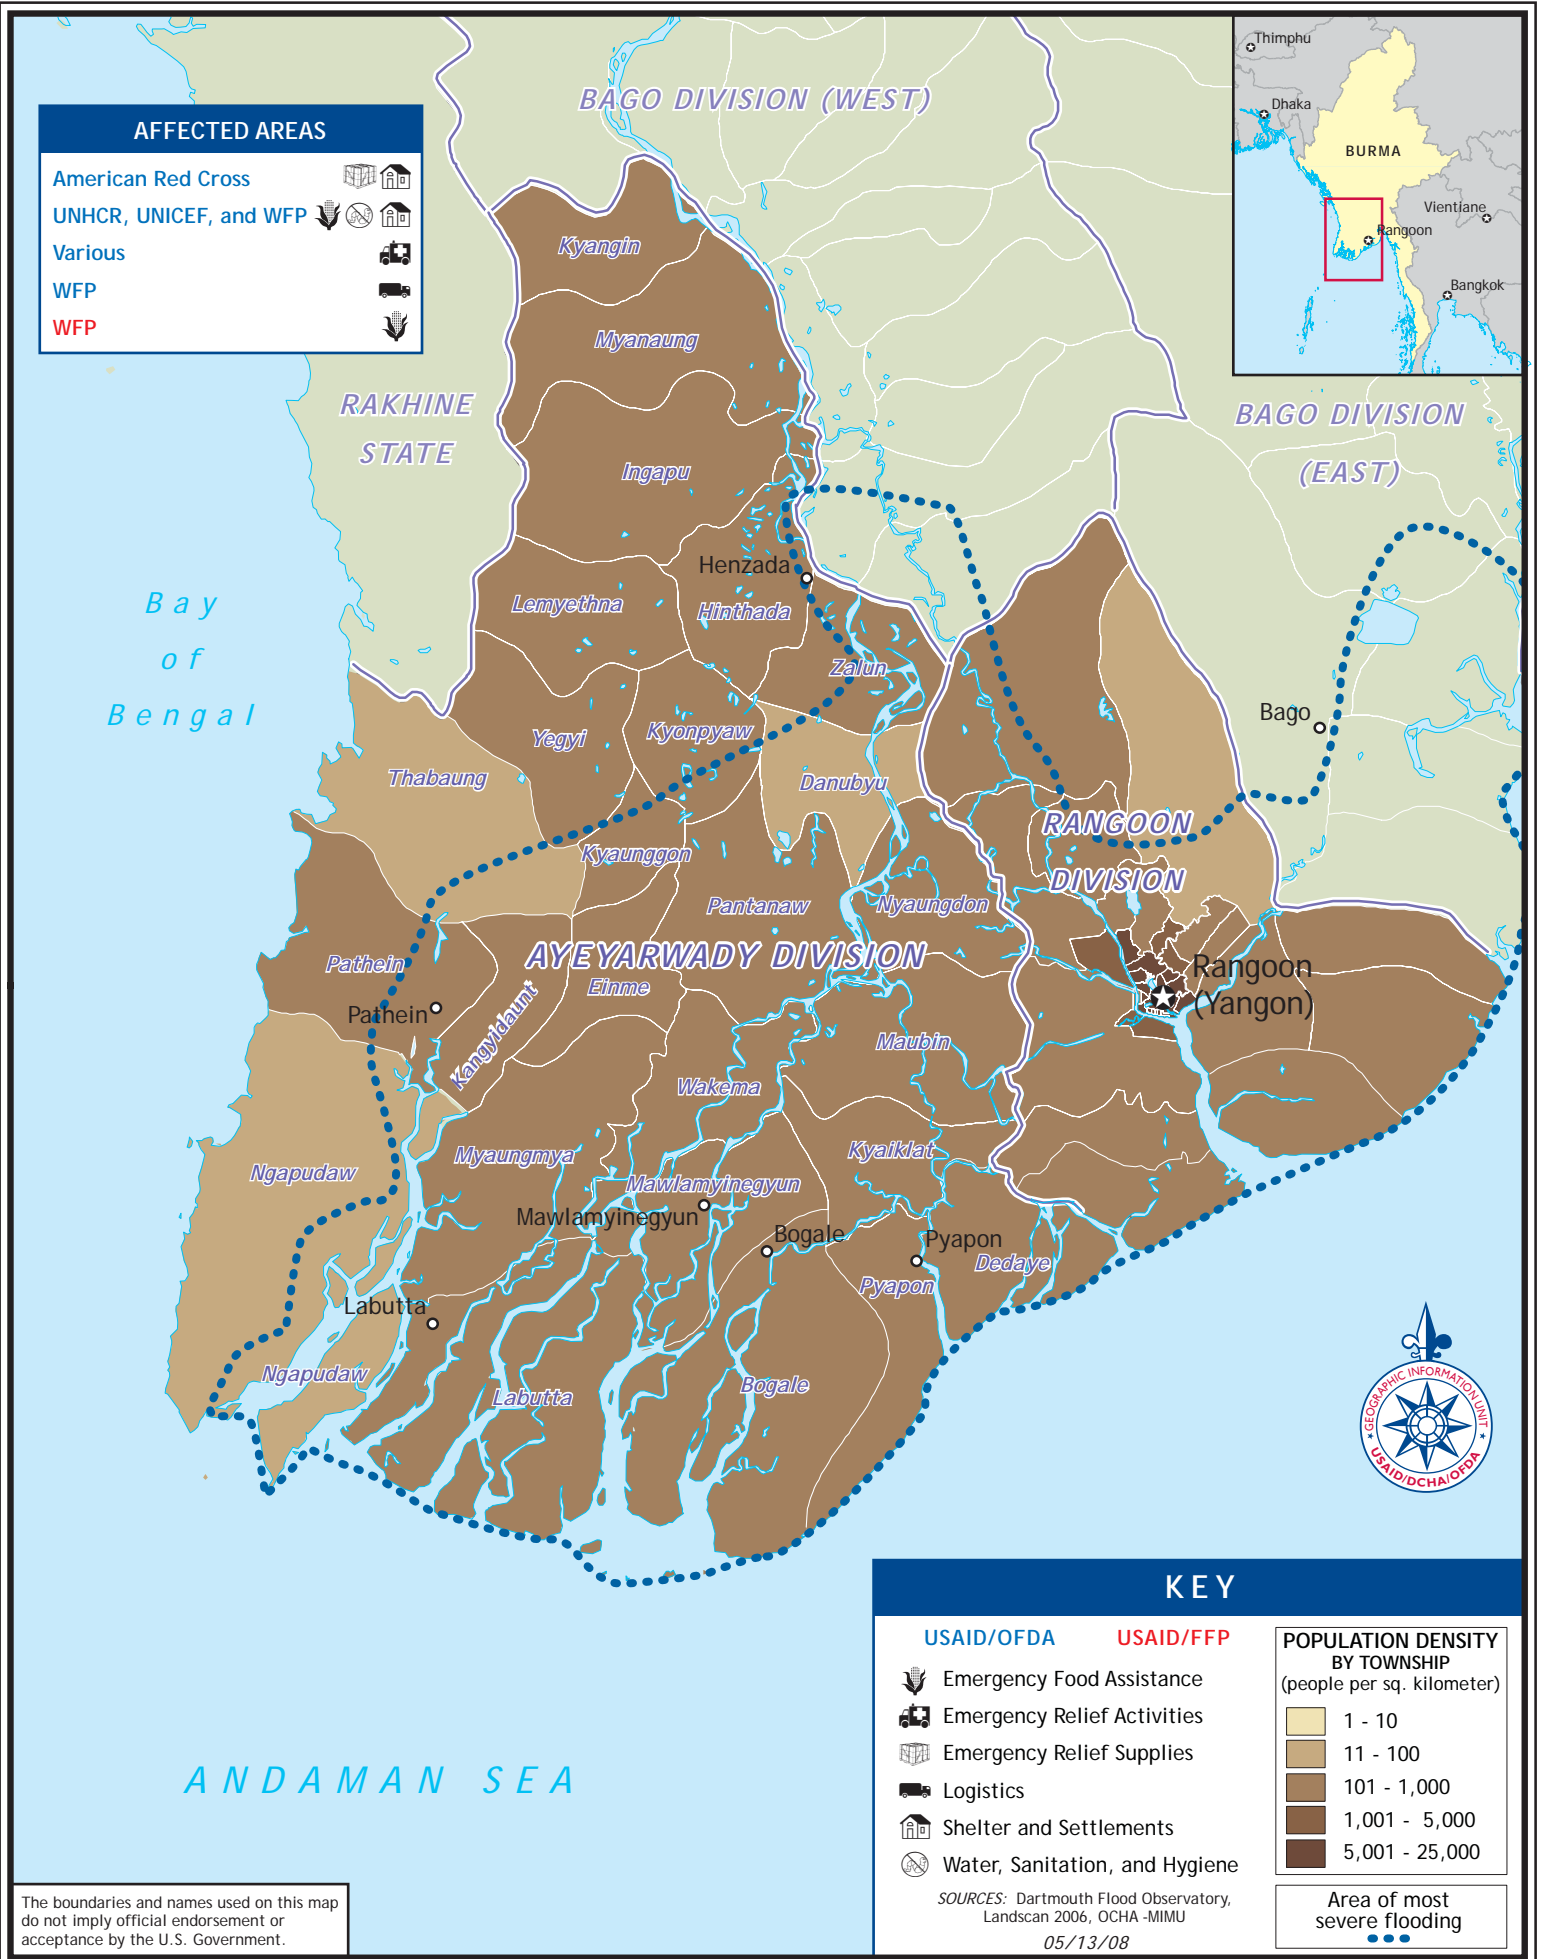 AFFECTED AREAS
American Red Cross
UNHCR, UNICEF, and WFP
Various
WFP
WFP
BAGO DIVISION (WEST)
Thimphu
Dhaka
BURMA
Vientiane
Rangoon
Bangkok
RAKHINE
STATE
BAGO DIVISION
(EAST)
Kyangin
Myanaung
Ingapu
Henzada
Lemyethna
Hinthada
Zalun
Bay
of
Bengal
Bago
Yegyi
Kyonpyaw
Thabaung
Danubyu
RANGOON
DIVISION
Kyaunggon
Pantanaw
Nyaungdon
AYEYARWADY DIVISION
Pathein
Einme
Rangoon
(Yangon)
Pathein
Kangyidaunt
Maubin
Wakema
Ngapudaw
Myaungmya
Kyaiklat
Mawlamyinegyun
Mawlamyinegyun
Bogale
Pyapon
Dedaye
Pyapon
Labutta
Ngapudaw
Labutta
Bogale
GEOGRAPHIC INFORMATION UNIT
USAID/DCHA/OFDA
ANDAMAN SEA
KEY
USAID/OFDA USAID/FFP
Emergency Food Assistance
Emergency Relief Activities
Emergency Relief Supplies
Logistics
Shelter and Settlements
Water, Sanitation, and Hygiene
SOURCES: Dartmouth Flood Observatory,
Landscan 2006, OCHA -MIMU
05/13/08
POPULATION DENSITY
BY TOWNSHIP
(people per sq. kilometer)
1 - 10
11 - 100
101 - 1,000
1,001 - 5,000
5,001 - 25,000
Area of most
severe flooding
The boundaries and names used on this map
do not imply official endorsement or
acceptance by the U.S. Government.